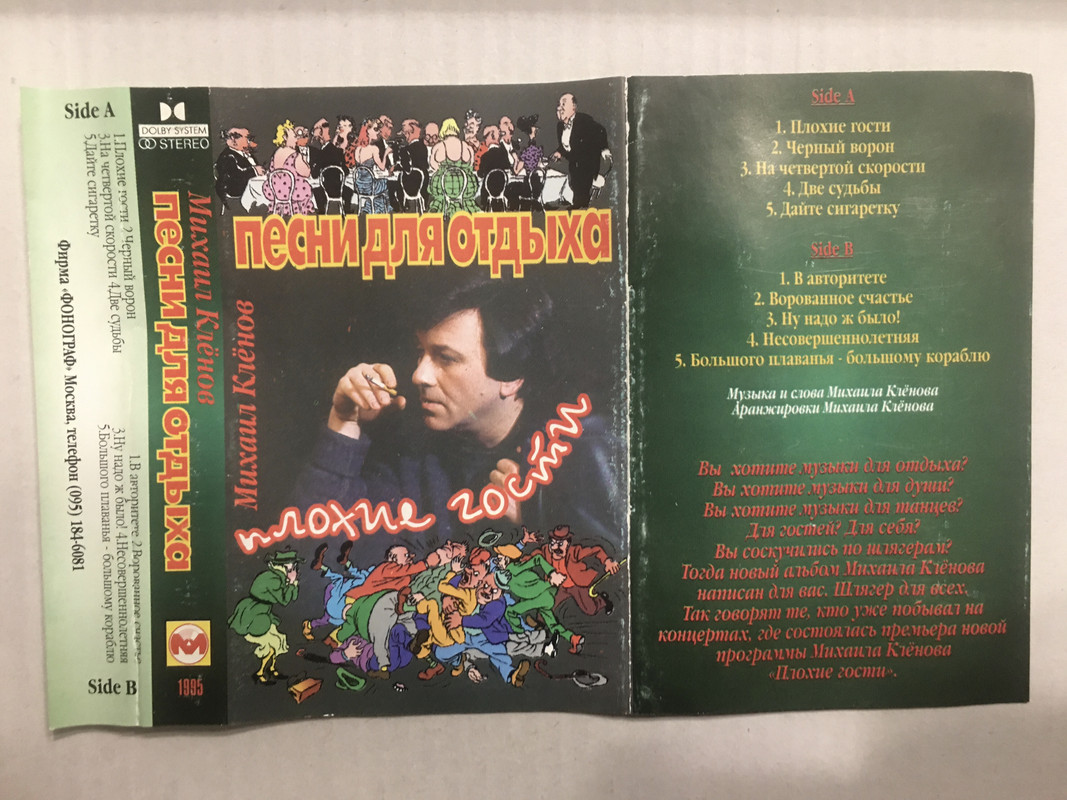 Side A
1.Плохие гости 2.Черный ворон
3.На четвертой скорости 4.Две судьбы
5.Дайте сигаретку
1.В авторитете 2.Ворованное счастье
3.Ну надо ж было! 4.Несовершеннолетняя
5.Большого плаванья - большому кораблю
Side B
Фирма «ФОНОГРАФ» Москва, телефон (095) 184-6081
DOLBY SYSTEM
STEREO
Михаил Клёнов
песни для отдыха
1995
песни для отдыха
Михаил Клёнов
плохие гости
Side A
1. Плохие гости
2. Черный ворон
3. На четвертой скорости
4. Две судьбы
5. Дайте сигаретку
Side B
1. В авторитете
2. Ворованное счастье
3. Ну надо ж было!
4. Несовершеннолетняя
5. Большого плаванья - большому кораблю
Музыка и слова Михаила Клёнова
Аранжировки Михаила Клёнова
Вы хотите музыки для отдыха?
Вы хотите музыки для души?
Вы хотите музыки для танцев?
Для гостей? Для себя?
Вы соскучились по шлягерам?
Тогда новый альбом Михаила Клёнова
написан для вас. Шлягер для всех.
Так говорят те, кто уже побывал на
концертах, где состоялась премьера новой
программы Михаила Клёнова
«Плохие гости».